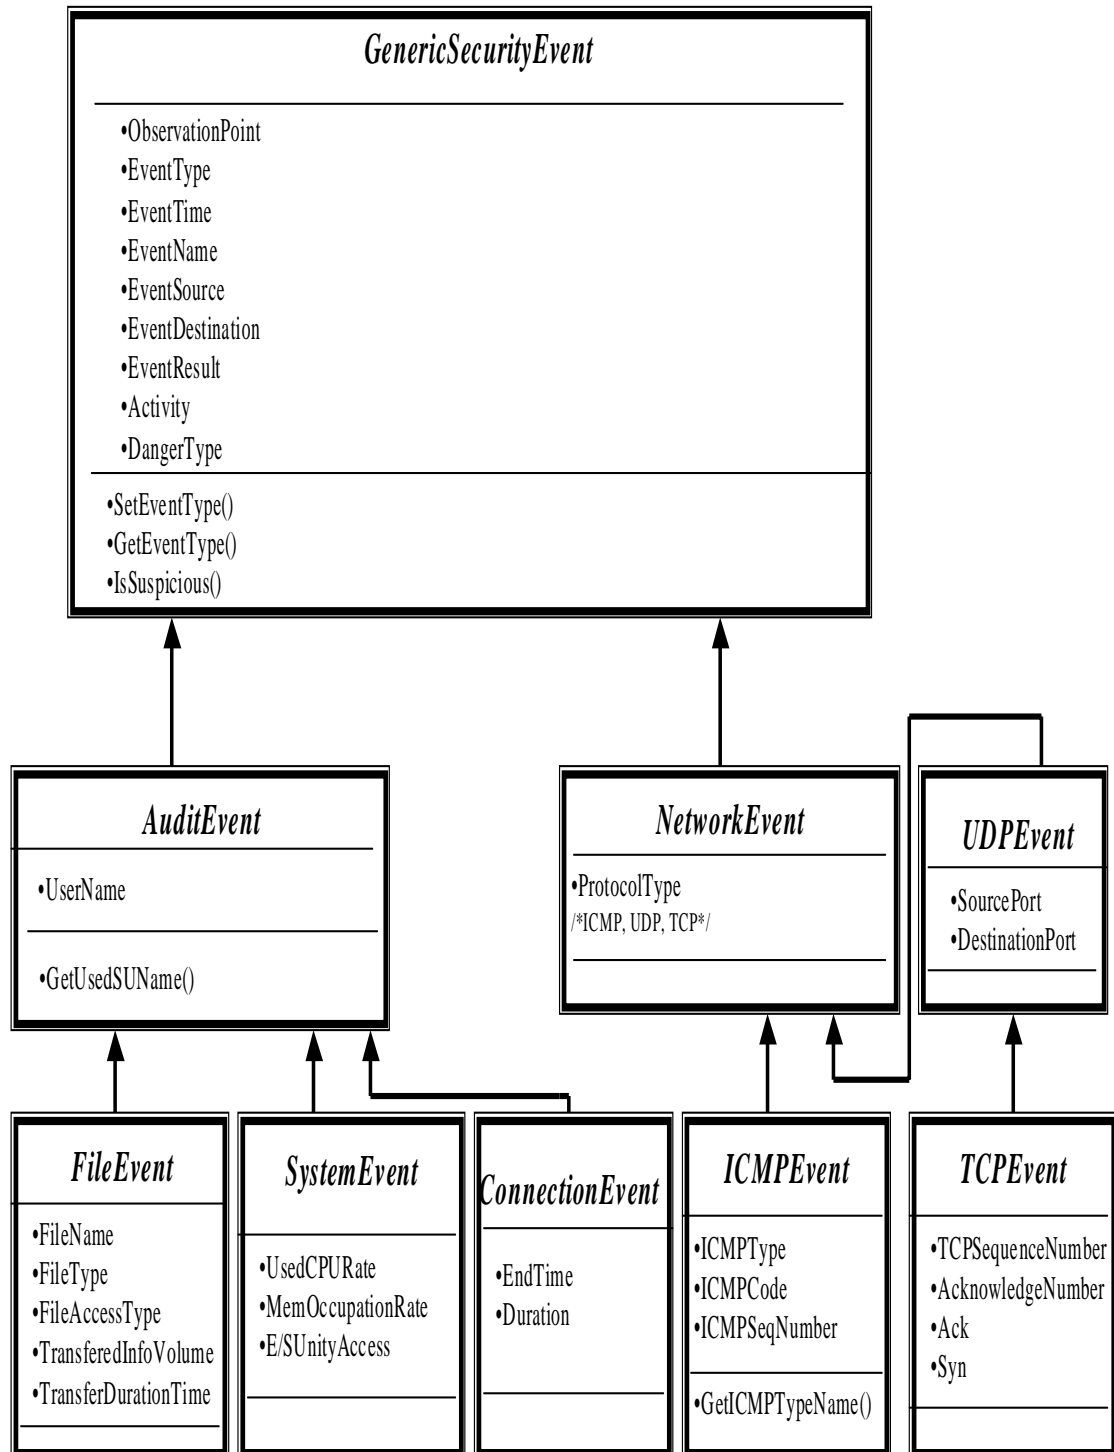 GenericSecurityEvent
•ObservationPoint
•EventType
•EventTime
•EventName
•EventSource
•EventDestination
•EventResult
•Activity
•DangerType
•SetEventType()
•GetEventType()
•IsSuspicious()
AuditEvent
•UserName
•GetUsedSUName()
NetworkEvent
•ProtocolType
/*ICMP, UDP, TCP*/
UDPEvent
•SourcePort
•DestinationPort
FileEvent
•FileName
•FileType
•FileAccessType
•TransferedInfoVolume
•TransferDurationTime
SystemEvent
•UsedCPURate
•MemOccupationRate
•E/SUnityAccess
ConnectionEvent
•EndTime
•Duration
ICMPEvent
•ICMPType
•ICMPCode
•ICMPSeqNumber
•GetICMPTypeName()
TCPEvent
•TCPSequenceNumber
•AcknowledgeNumber
•Ack
•Syn